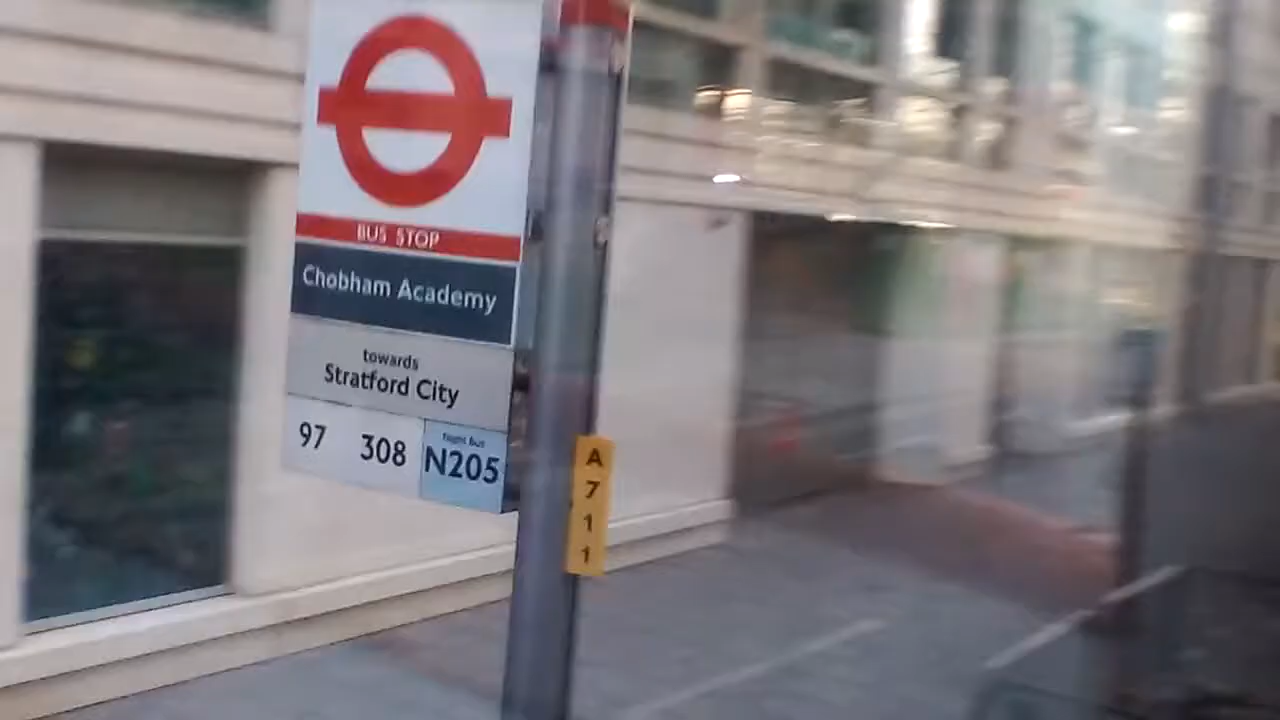 BUS STOP
Chobham Academy
towards
Stratford City
97 308 Night Bus
N205
A
7
1
1